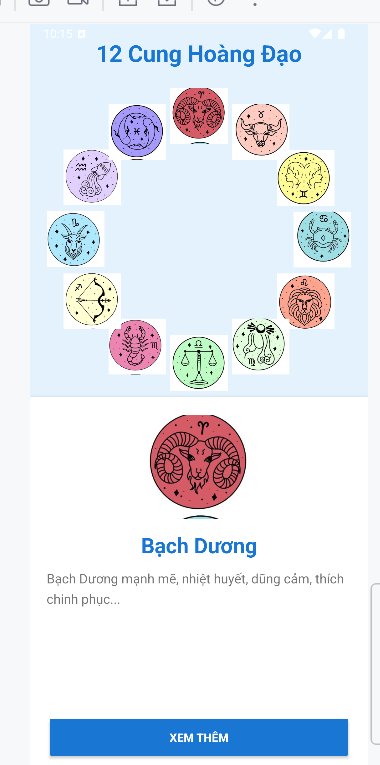 10:15
12 Cung Hoàng Đạo
Bạch Dương
Bạch Dương mạnh mẽ, nhiệt huyết, dũng cảm, thích
chinh phục...
XEM THÊM